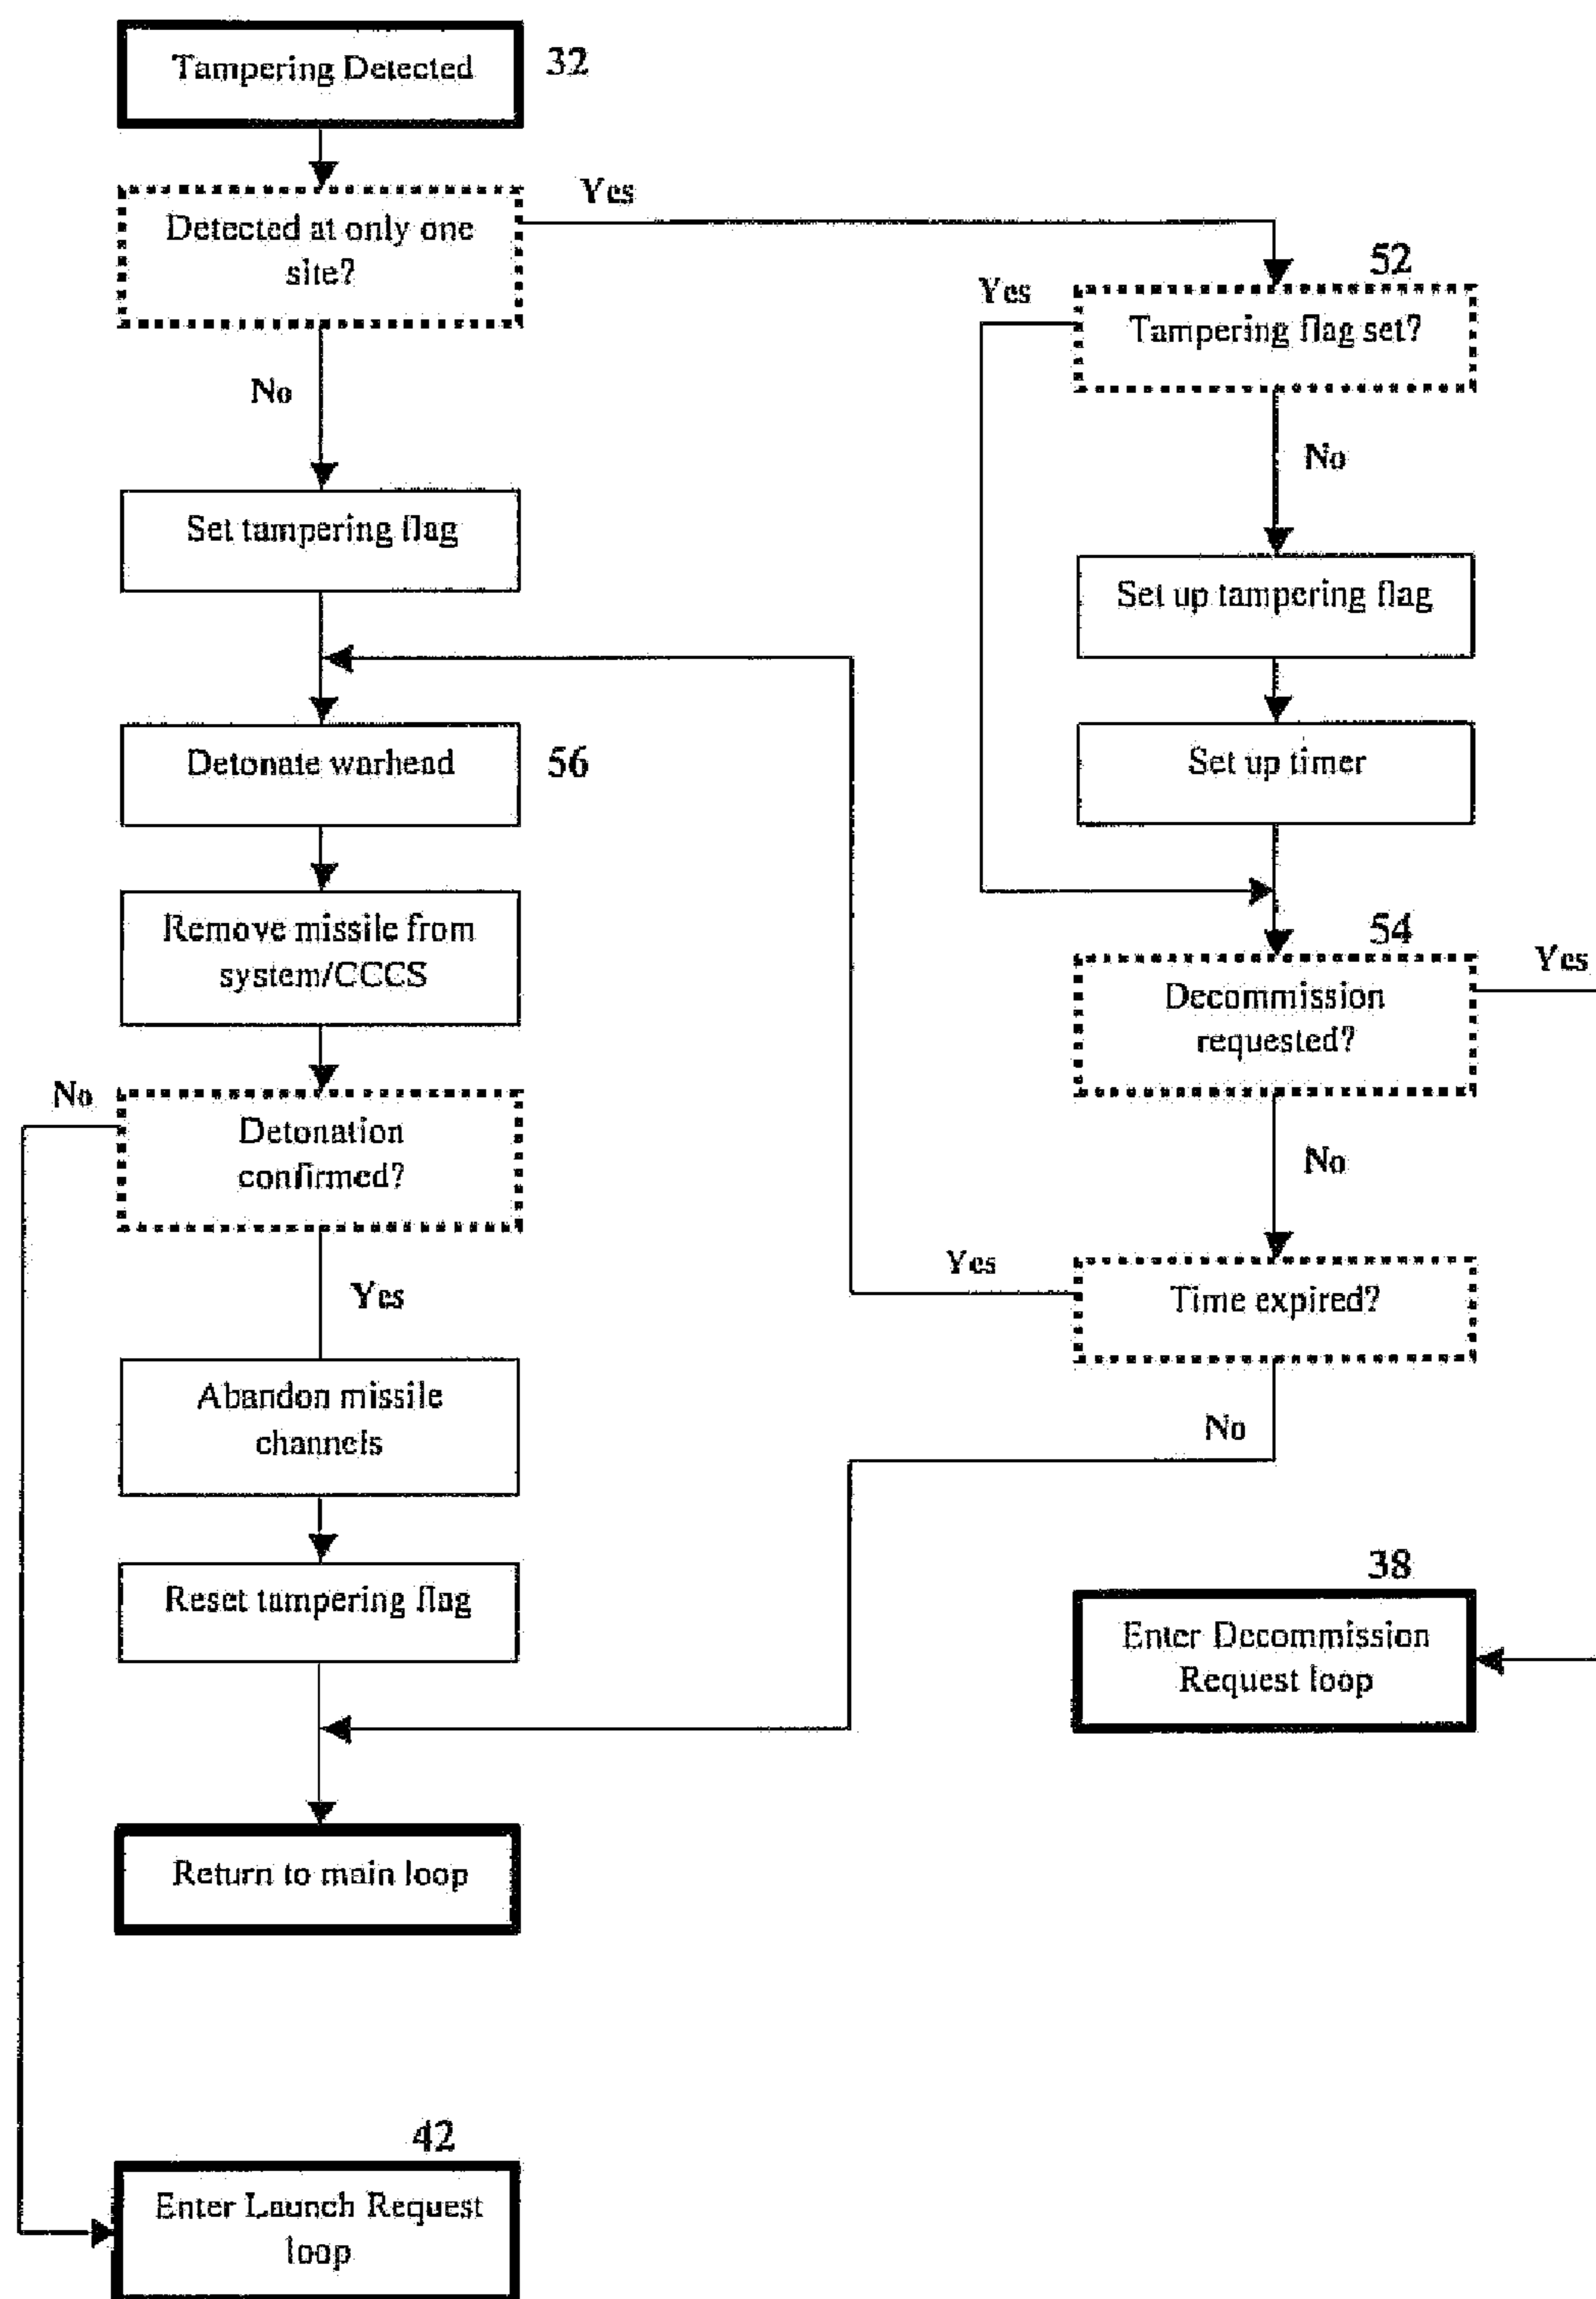 Tampering Detected
32
Detected at only one
site?
Yes
No
Set tampering flag
Detonate warhead
56
Remove missile from
system/CCCS
No
Detonation
confirmed?
Yes
Abandon missile
channels
Reset tampering flag
Return to main loop
42
Enter Launch Request
loop
52
Yes
Tampering flag set?
No
Set up tampering flag
Set up timer
54
Decommission
requested?
Yes
No
Yes
Time expired?
No
38
Enter Decommission
Request loop